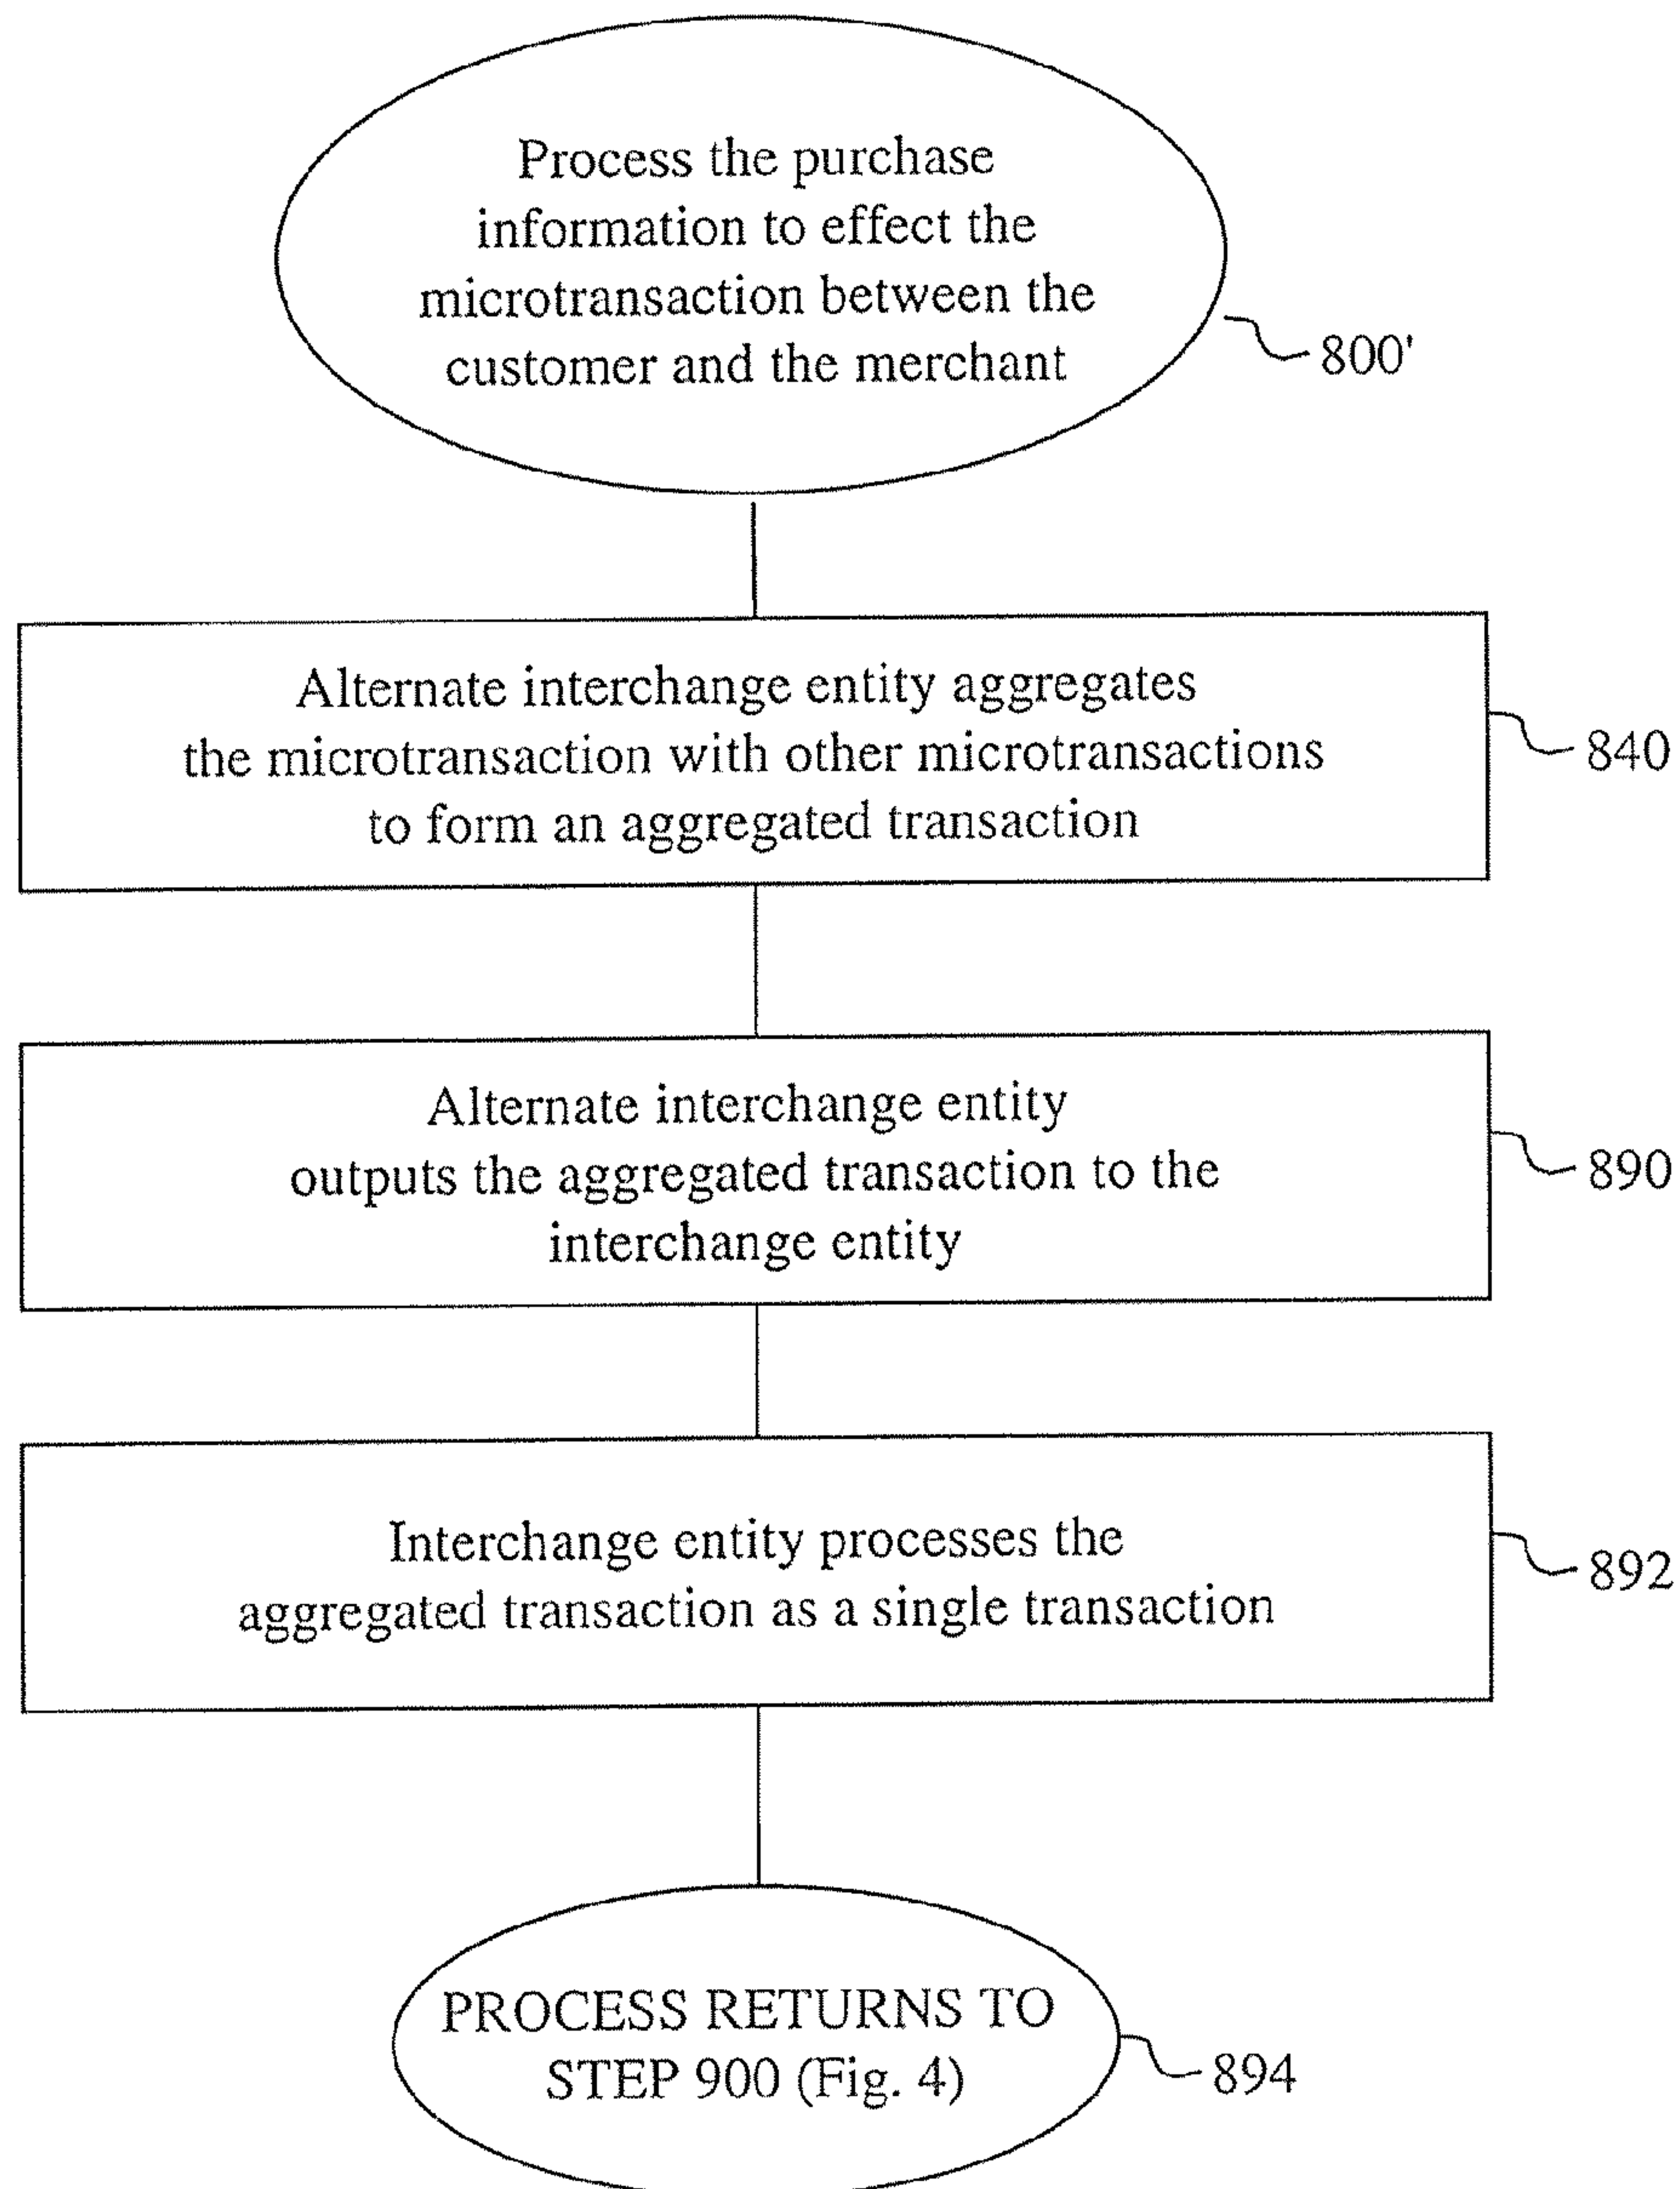 Process the purchase
information to effect the
microtransaction between the
customer and the merchant
800'
Alternate interchange entity aggregates
the microtransaction with other microtransactions
to form an aggregated transaction
840
Alternate interchange entity
outputs the aggregated transaction to the
interchange entity
890
Interchange entity processes the
aggregated transaction as a single transaction
892
PROCESS RETURNS TO
STEP 900 (Fig. 4)
894